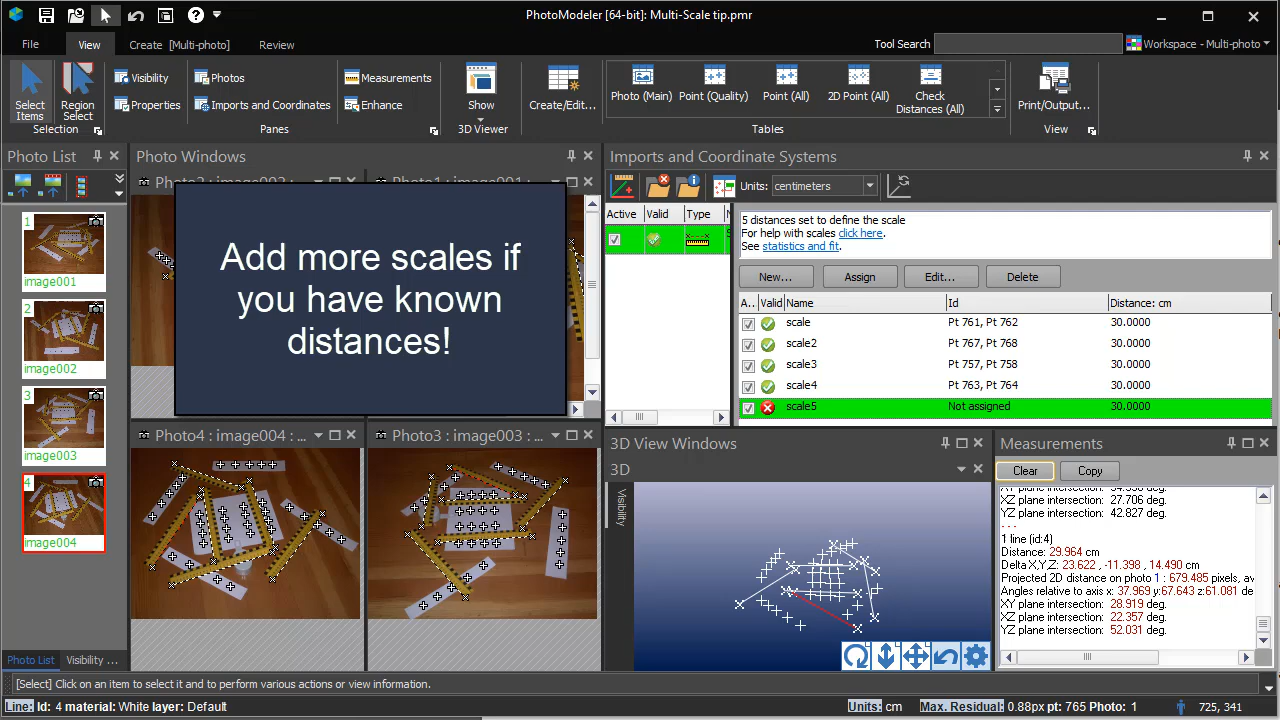 PhotoModeler [64-bit]: Multi-Scale tip.pmr
File
View
Create
[Multi-photo]
Review
Tool Search
Workspace - Multi-photo
Select Items
Region Select
Visibility
Properties
Photos
Imports and Coordinates
Measurements
Enhance
Show
Create/Edit...
Photo (Main)
Point (Quality)
Point (All)
2D Point (All)
Check Distances (All)
Print/Output...
Selection
Panes
3D Viewer
Tables
View
Photo List
Photo Windows
Imports and Coordinate Systems
Units:
centimeters
Active
Valid
Type
5 distances set to define the scale
For help with scales click here.
See statistics and fit.
New...
Assign
Edit...
Delete
A.. Valid Name Id Distance: cm
scale Pt 761, Pt 762 30.0000
scale2 Pt 767, Pt 768 30.0000
scale3 Pt 757, Pt 758 30.0000
scale4 Pt 763, Pt 764 30.0000
scale5 Not assigned 30.0000
1
image001
2
image002
3
image003
4
image004
Add more scales if
you have known
distances!
Photo4 : image004 : ...
Photo3 : image003 : ...
3D View Windows
3D
Visibility
Measurements
Clear
Copy
XZ plane intersection: 27.706 deg.
YZ plane intersection: 42.827 deg.
---
1 line (id:4)
Distance: 29.964 cm
Delta X,Y,Z: 23.622 , -11.398 , 14.490 cm
Projected 2D distance on photo 1 : 679.485 pixels, av
Angles relative to axis x: 37.969 y:67.643 z:61.081 de
XY plane intersection: 28.919 deg.
XZ plane intersection: 22.357 deg.
YZ plane intersection: 52.031 deg.
Photo List
Visibility ...
[Select] Click on an item to select it and to perform various actions or view information.
Line: Id: 4 material: White layer: Default
Units: cm
Max. Residual: 0.88px pt: 765 Photo: 1
725, 341